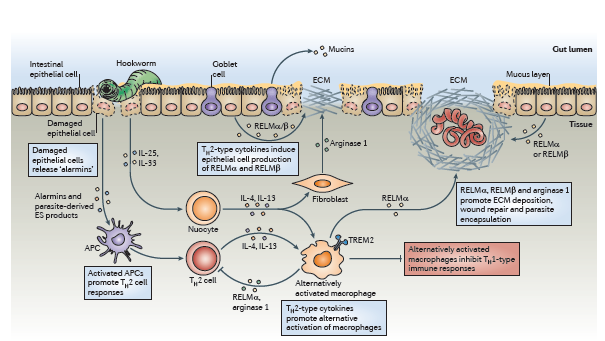 Gut lumen
Mucins
Intestinal
epithelial cell
Hookworm
Goblet
cell
ECM
ECM
Mucus layer
Damaged
epithelial cell
Tissue
RELMα/β
Damaged
epithelial cells
release 'alarmins'
IL-25,
IL-33
TH2-type cytokines induce
epithelial cell production
of RELMα and RELMβ
Arginine 1
RELMα
or RELMβ
Alarmins and
parasite-derived
ES products
IL-4, IL-13
Nuocyte
Fibroblast
RELMα
RELMα, RELMβ and arginine 1
promote ECM deposition,
wound repair and parasite
encapsulation
APC
IL-4, IL-13
TREM2
Alternatively activated
macrophages inhibit TH1-type
immune responses
Activated APCs
promote TH2 cell
responses
TH2 cell
Alternatively
activated macrophage
RELMα,
arginine 1
TH2-type cytokines
promote alternative
activation of macrophages